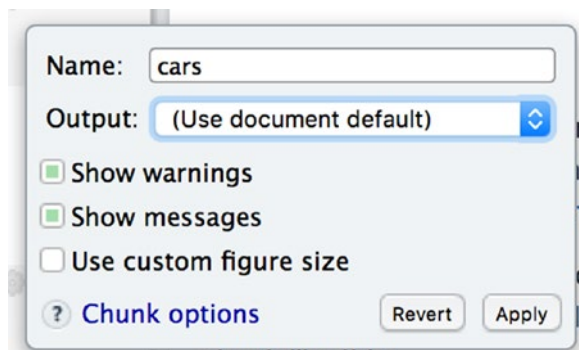 Name: cars
Output: (Use document default)
Show warnings
Show messages
Use custom figure size
? Chunk options Revert Apply